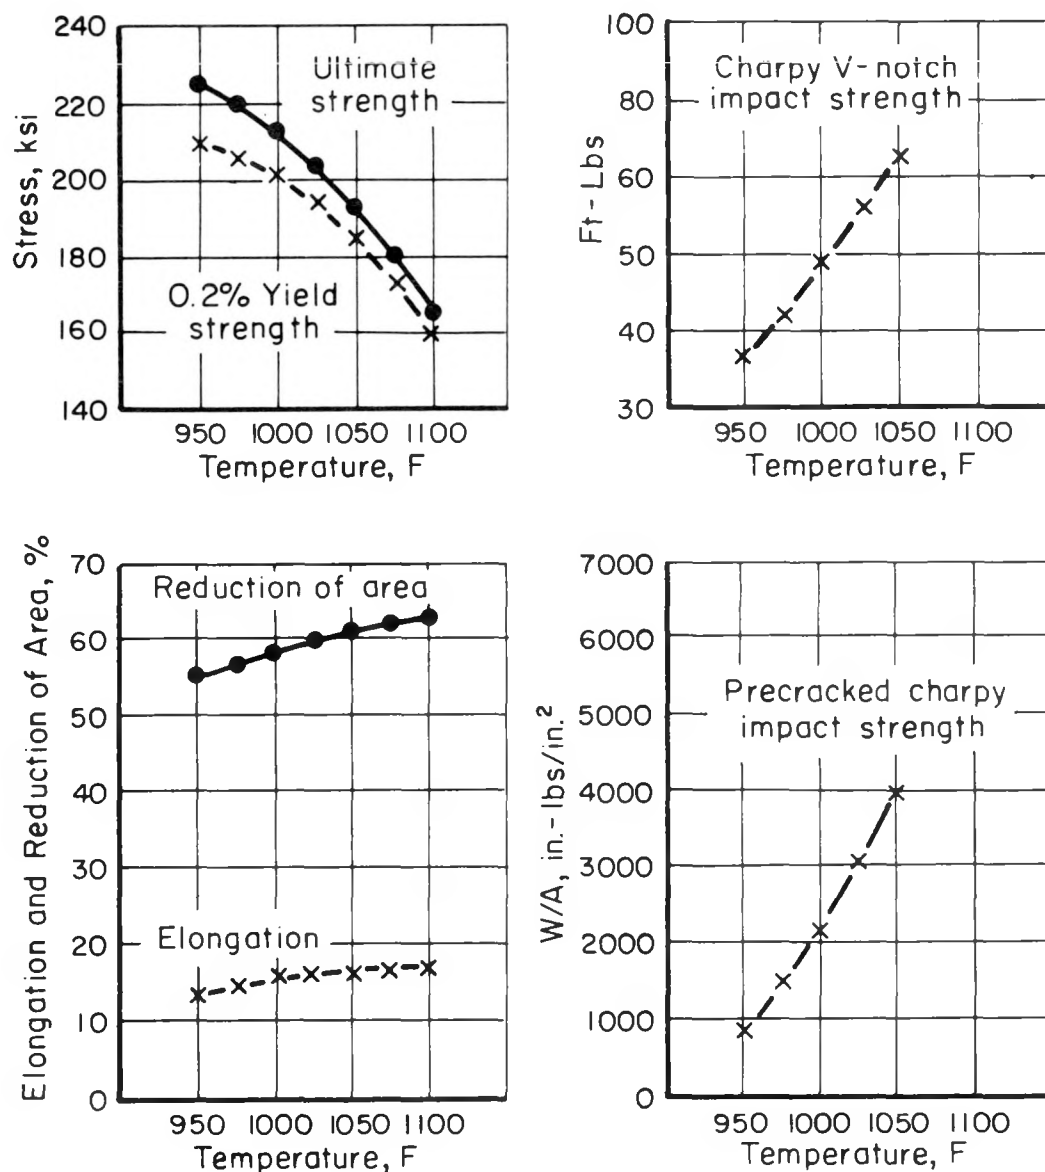 240
220
200
180
160
140
Stress, ksi
Ultimate
strength
0.2% Yield
strength
950 1000 1050 1100
Temperature, F
100
80
60
50
40
30
Ft-Lbs
Charpy V-notch
impact strength
950 1000 1050 1100
Temperature, F
70
60
50
40
30
20
10
0
Elongation and Reduction of Area, %
Reduction of area
Elongation
950 1000 1050 1100
Temperature, F
7000
6000
5000
4000
3000
2000
1000
0
W/A, in.-lbs/in.²
Precracked charpy
impact strength
950 1000 1050 1100
Temperature, F